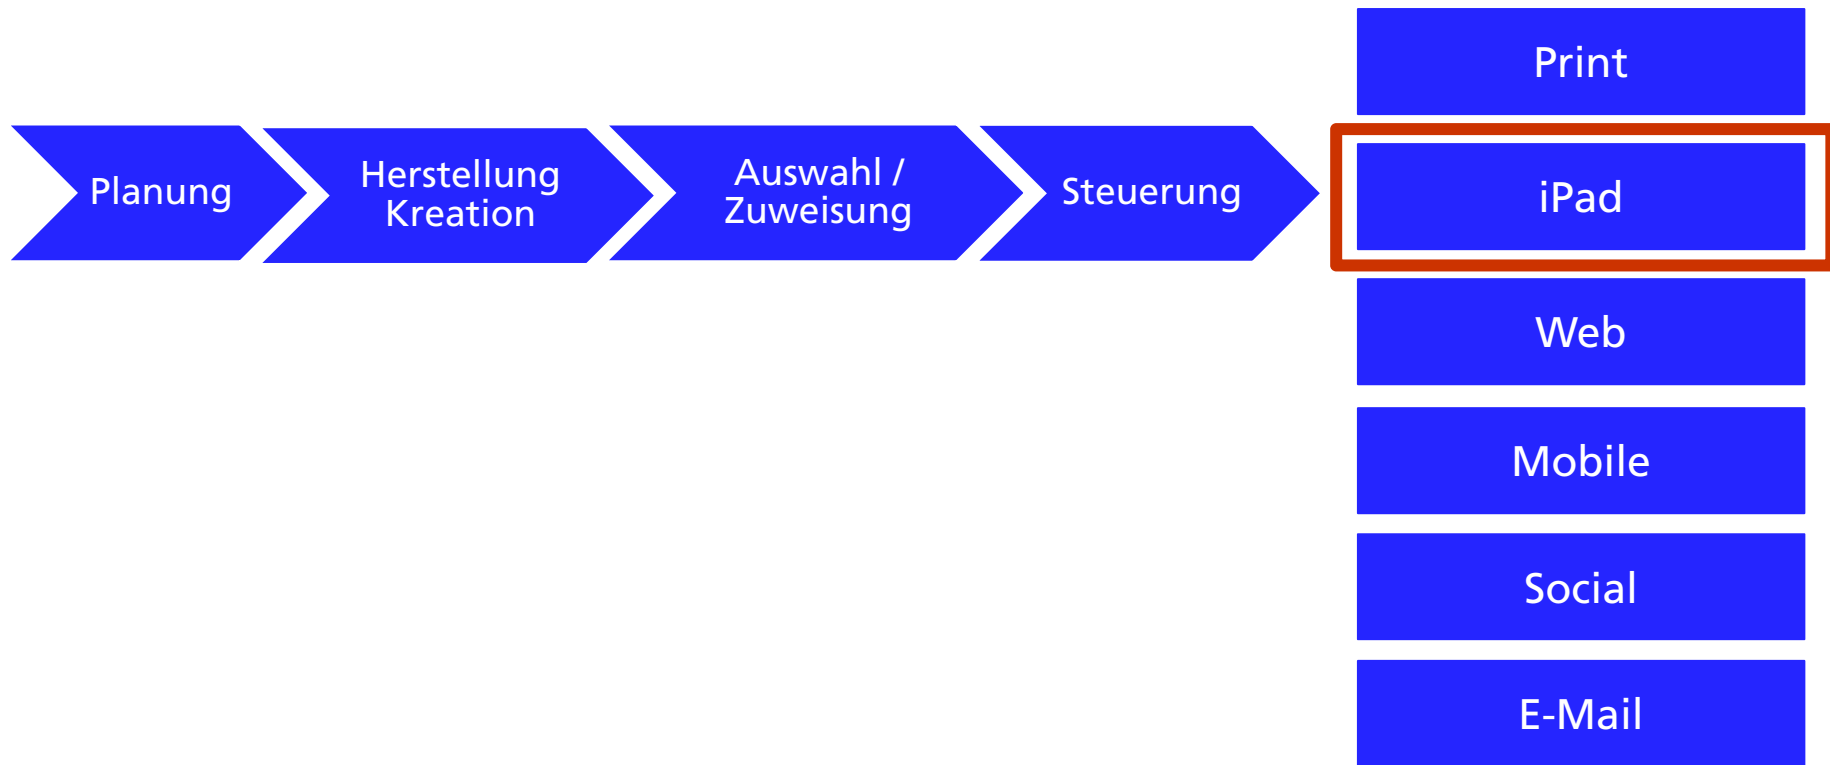 Planung
Herstellung
Kreation
Auswahl /
Zuweisung
Steuerung
Print
iPad
Web
Mobile
Social
E-Mail